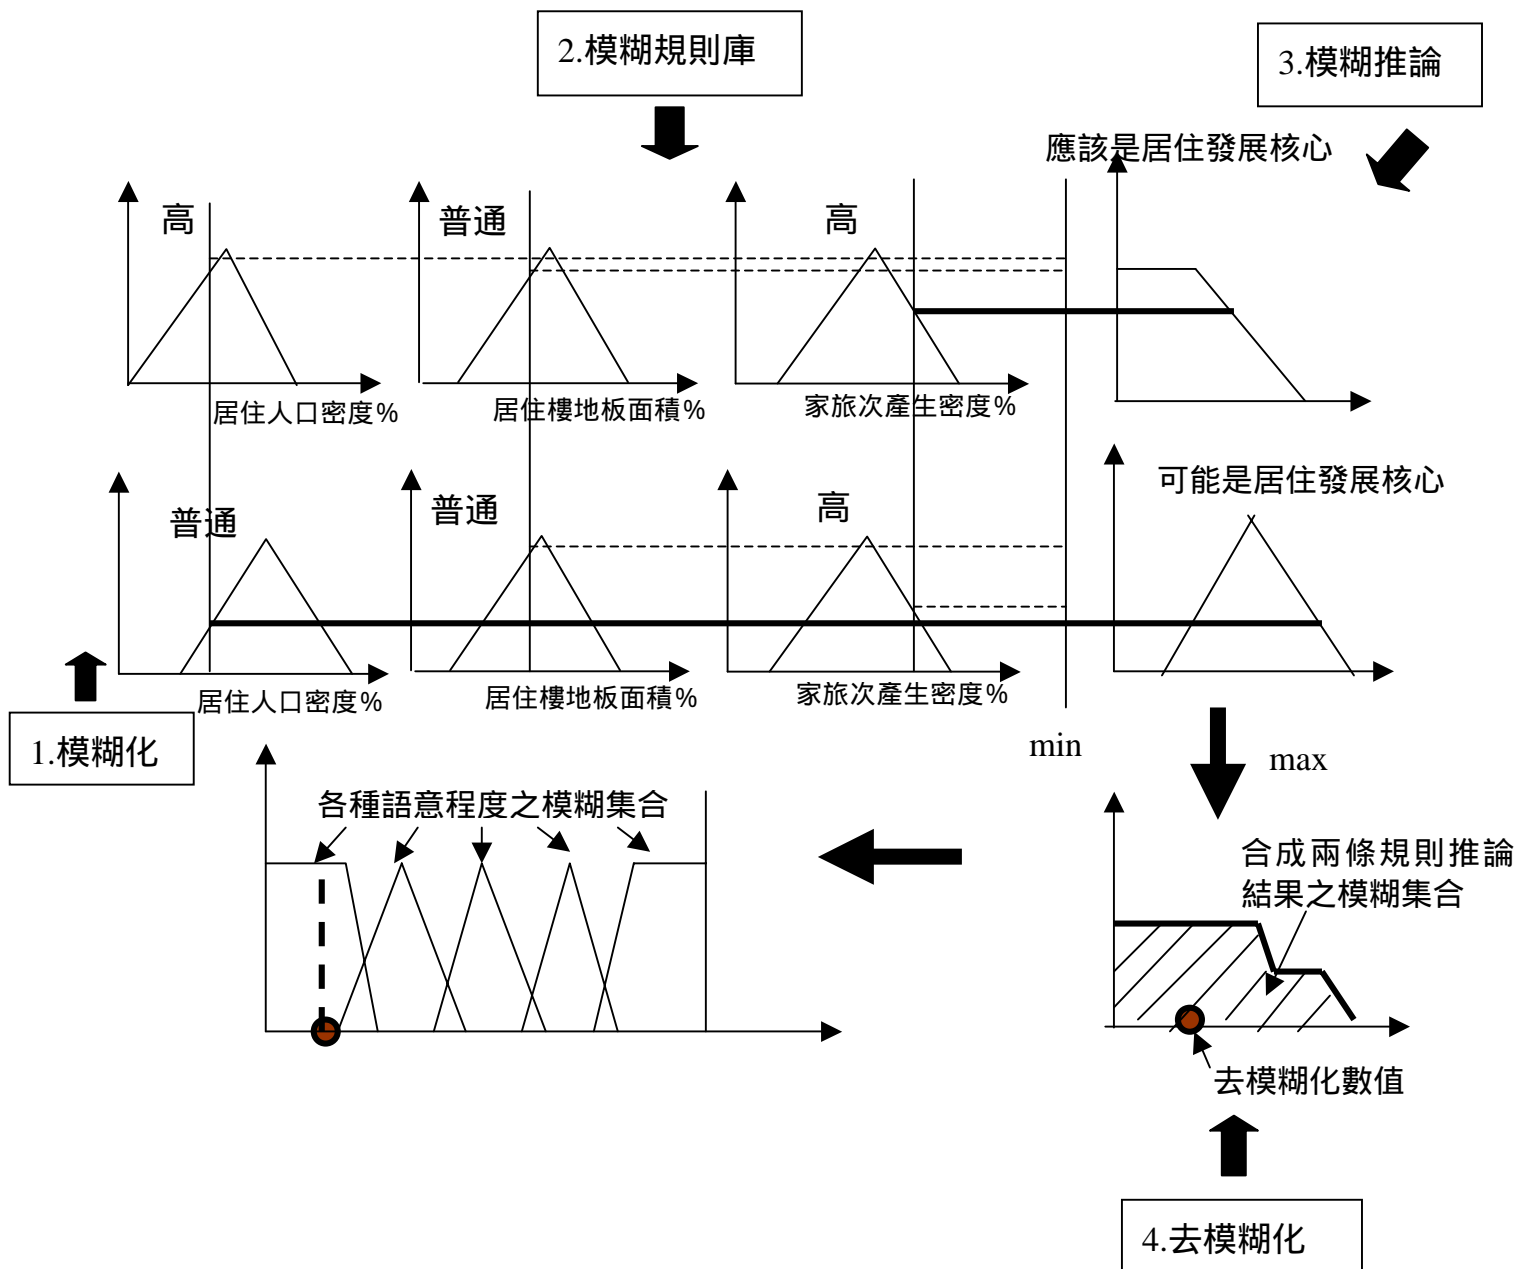 2.模糊規則庫
3.模糊推論
應該是居住發展核心
高
普通
高
居住人口密度%
居住樓地板面積%
家旅次產生密度%
可能是居住發展核心
普通
普通
高
居住人口密度%
居住樓地板面積%
家旅次產生密度%
1.模糊化
min
max
各種語意程度之模糊集合
合成兩條規則推論
結果之模糊集合
去模糊化數值
4.去模糊化